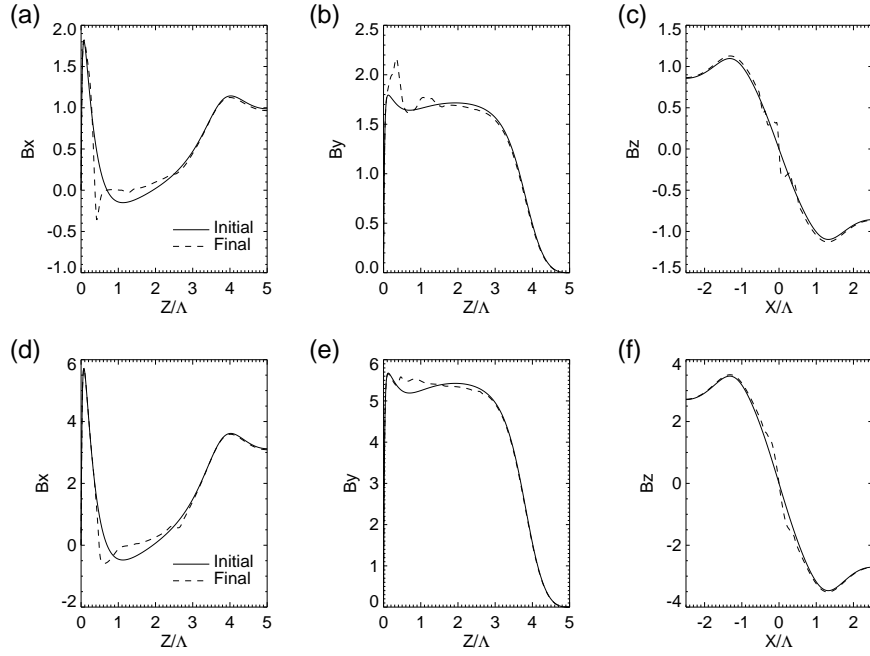 (a)
2.0
1.5
1.0
0.5
0.0
-0.5
-1.0
Bx
Initial
Final
0 1 2 3 4 5
Z/Λ
(b)
2.5
2.0
1.5
1.0
0.5
0.0
By
0 1 2 3 4 5
Z/Λ
(c)
1.5
1.0
0.5
0.0
-0.5
-1.0
-1.5
Bz
-2 -1 0 1 2
X/Λ
(d)
6
4
2
0
-2
Bx
Initial
Final
0 1 2 3 4 5
Z/Λ
(e)
6
5
4
3
2
1
0
By
0 1 2 3 4 5
Z/Λ
(f)
4
2
0
-2
-4
Bz
-2 -1 0 1 2
X/Λ